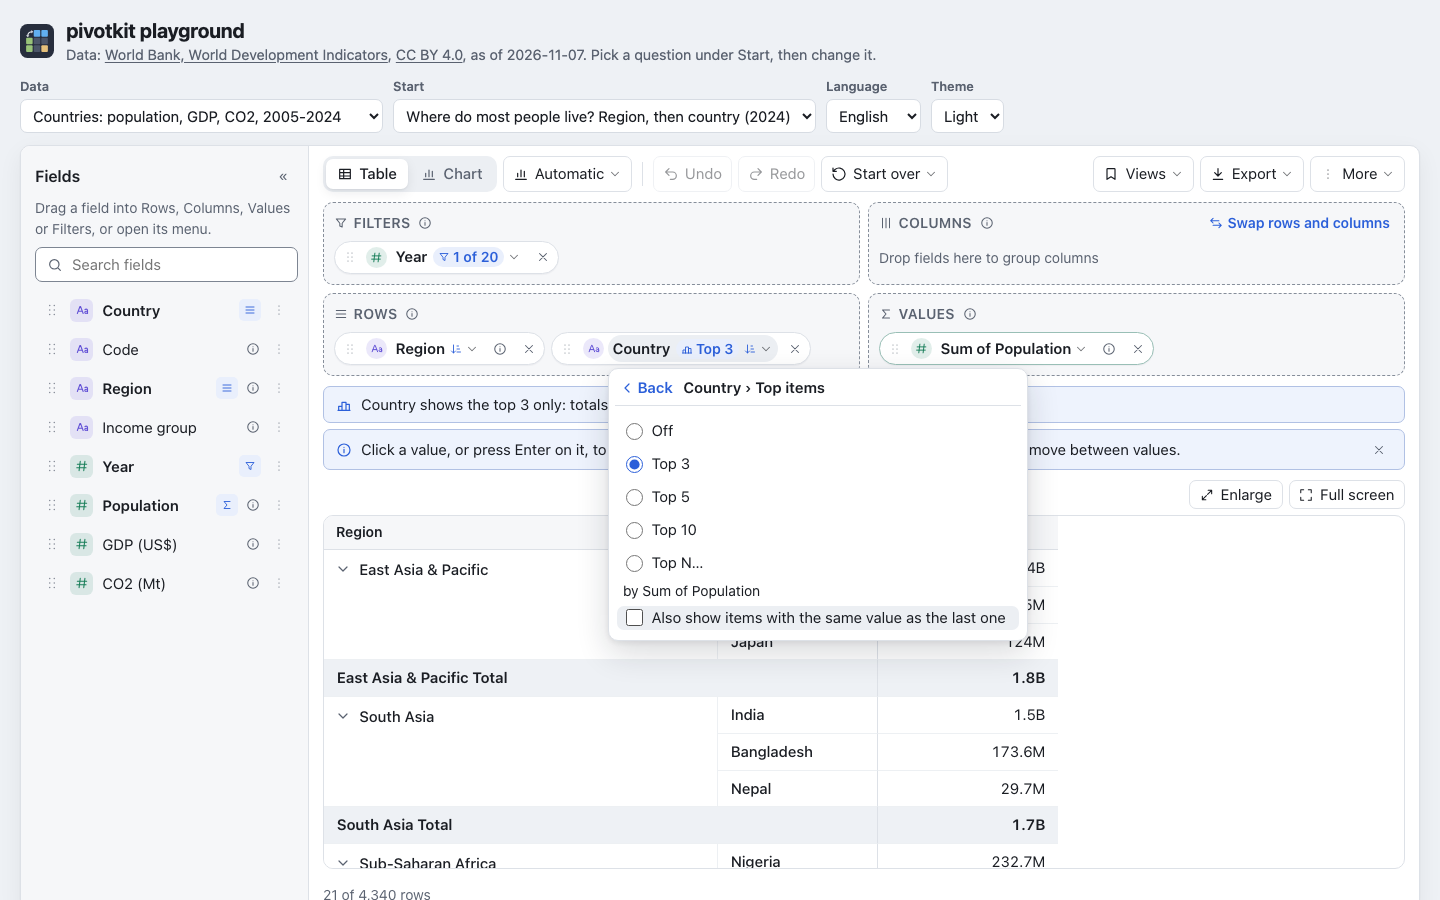 pivotkit playground
Data: World Bank, World Development Indicators, CC BY 4.0, as of 2026-11-07. Pick a question under Start, then change it.
Data
Start
Language
Theme
Countries: population, GDP, CO2, 2005-2024
Where do most people live? Region, then country (2024)
English
Light
Fields
«
Drag a field into Rows, Columns, Values
or Filters, or open its menu.
Search fields
Aa Country
Aa Code
Aa Region
Aa Income group
# Year
# Population Σ
# GDP (US$)
# CO2 (Mt)
Table
Chart
Automatic
Undo
Redo
Start over
Views
Export
More
FILTERS
# Year 1 of 20
COLUMNS
Swap rows and columns
Drop fields here to group columns
ROWS
Aa Region
Aa Country Top 3
Σ VALUES
# Sum of Population
Country shows the top 3 only: totals
Click a value, or press Enter on it, to
move between values.
Back Country › Top items
Off
Top 3
Top 5
Top 10
Top N...
by Sum of Population
Also show items with the same value as the last one
Enlarge
Full screen
Region
East Asia & Pacific
4B
5M
Japan 124M
East Asia & Pacific Total 1.8B
South Asia India 1.5B
Bangladesh 173.6M
Nepal 29.7M
South Asia Total 1.7B
Sub-Saharan Africa Nigeria 232.7M
21 of 4,340 rows